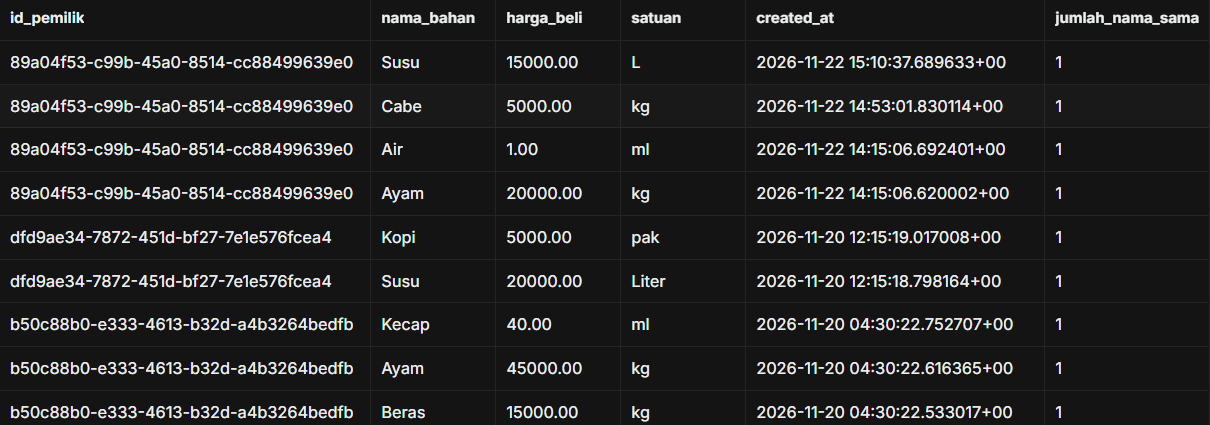 id_pemilik nama_bahan harga_beli satuan created_at jumlah_nama_sama
89a04f53-c99b-45a0-8514-cc88499639e0 Susu 15000.00 L 2026-11-22 15:10:37.689633+00 1
89a04f53-c99b-45a0-8514-cc88499639e0 Cabe 5000.00 kg 2026-11-22 14:53:01.830114+00 1
89a04f53-c99b-45a0-8514-cc88499639e0 Air 1.00 ml 2026-11-22 14:15:06.692401+00 1
89a04f53-c99b-45a0-8514-cc88499639e0 Ayam 20000.00 kg 2026-11-22 14:15:06.620002+00 1
dfd9ae34-7872-451d-bf27-7e1e576fcea4 Kopi 5000.00 pak 2026-11-20 12:15:19.017008+00 1
dfd9ae34-7872-451d-bf27-7e1e576fcea4 Susu 20000.00 Liter 2026-11-20 12:15:18.798164+00 1
b50c88b0-e333-4613-b32d-a4b3264bedfb Kecap 40.00 ml 2026-11-20 04:30:22.752707+00 1
b50c88b0-e333-4613-b32d-a4b3264bedfb Ayam 45000.00 kg 2026-11-20 04:30:22.616365+00 1
b50c88b0-e333-4613-b32d-a4b3264bedfb Beras 15000.00 kg 2026-11-20 04:30:22.533017+00 1